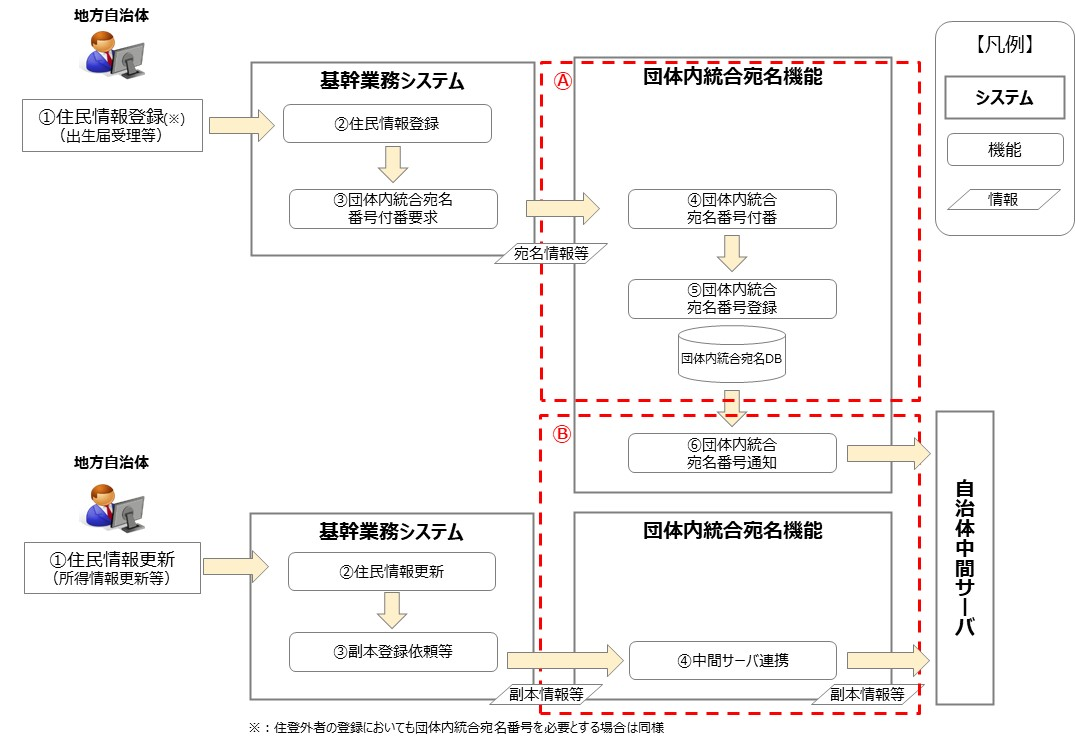 地方自治体
①住民情報登録(※)
（出生届受理等）
基幹業務システム
②住民情報登録
③団体内統合宛名
番号付番要求
宛名情報等
Ⓐ
団体内統合宛名機能
④団体内統合
宛名番号付番
⑤団体内統合
宛名番号登録
団体内統合宛名DB
Ⓑ
⑥団体内統合
宛名番号通知
【凡例】
システム
機能
情報
地方自治体
①住民情報更新
（所得情報更新等）
基幹業務システム
②住民情報更新
③副本登録依頼等
副本情報等
団体内統合宛名機能
④中間サーバ連携
副本情報等
自治体中間サーバ
※：住登外者の登録においても団体内統合宛名番号を必要とする場合は同様